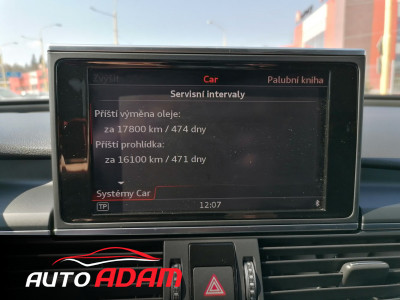 Car
Palubní kniha
Servisní intervaly
Příští výměna oleje:
za 17800 km / 474 dny
Příští prohlídka:
za 16100 km / 471 dny
Systémy Car
TP
12:07
AUTO ADAM